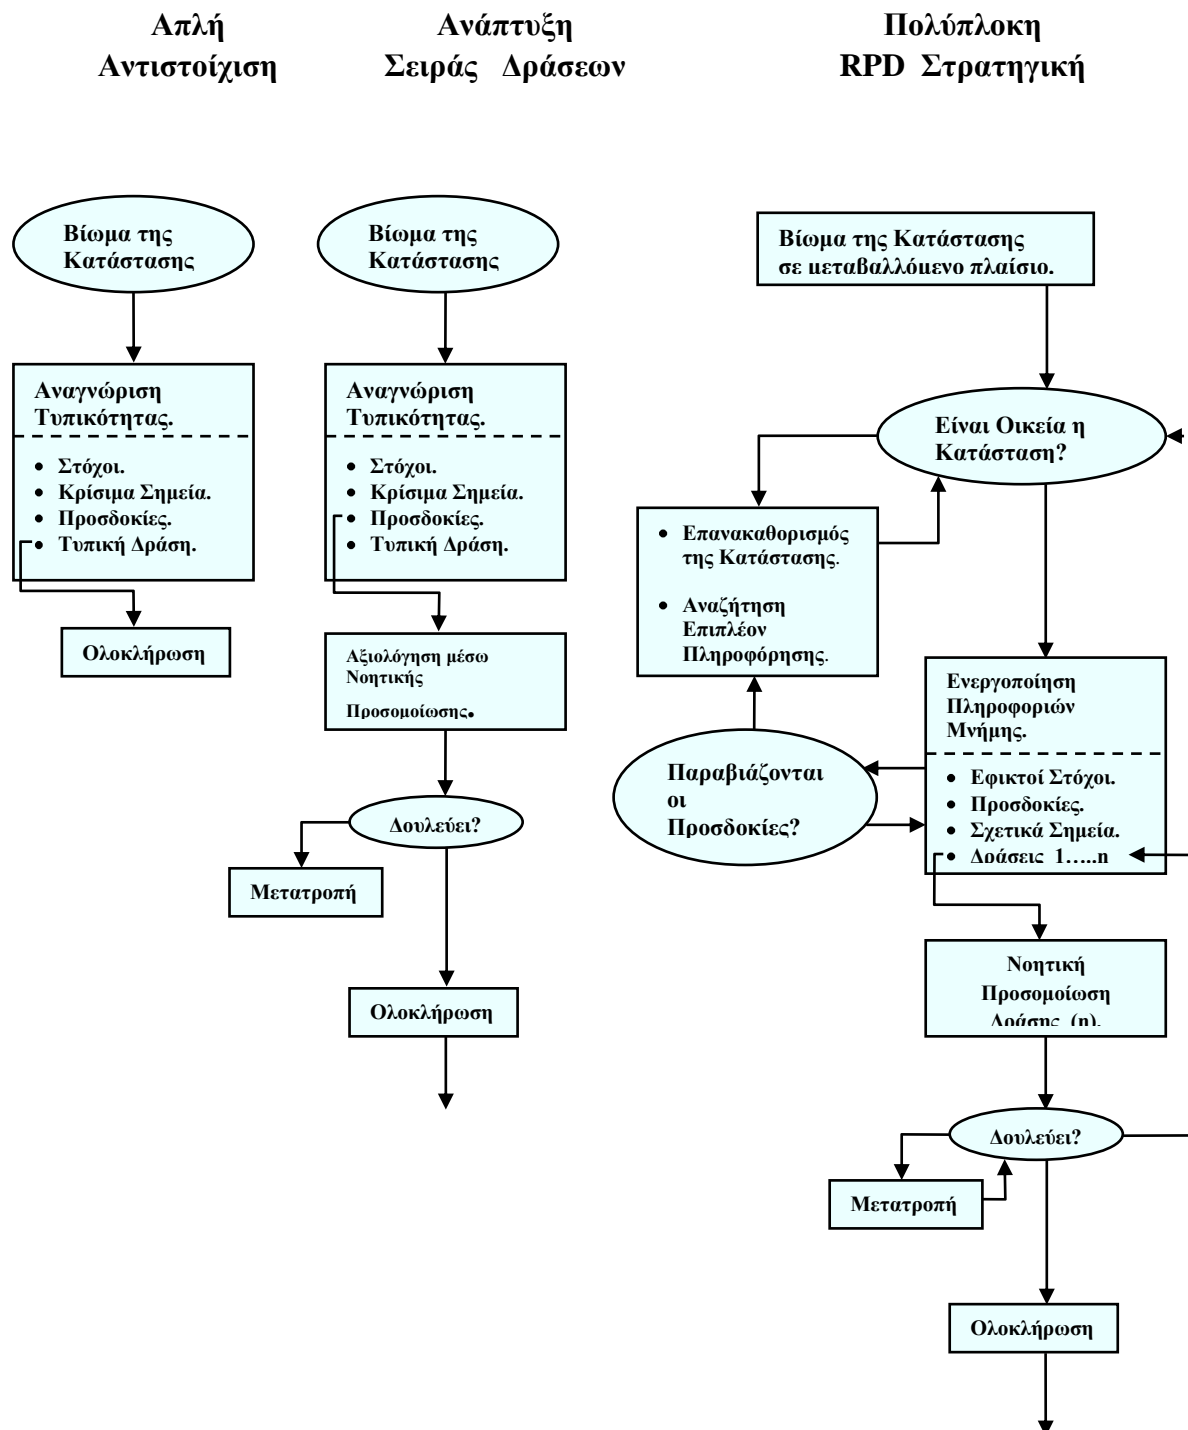 Απλή
Αντιστοίχιση
Ανάπτυξη
Σειράς Δράσεων
Πολύπλοκη
RPD Στρατηγική
Βίωμα της
Κατάστασης
Αναγνώριση
Τυπικότητας.
• Στόχοι.
• Κρίσιμα Σημεία.
• Προσδοκίες.
• Τυπική Δράση.
Ολοκλήρωση
Βίωμα της
Κατάστασης
Αναγνώριση
Τυπικότητας.
• Στόχοι.
• Κρίσιμα Σημεία.
• Προσδοκίες.
• Τυπική Δράση.
Αξιολόγηση μέσω
Νοητικής
Προσομοίωσης.
Δουλεύει?
Μετατροπή
Ολοκλήρωση
Βίωμα της Κατάστασης
σε μεταβαλλόμενο πλαίσιο.
Είναι Οικεία η
Κατάσταση?
• Επανακαθορισμός
της Κατάστασης.
• Αναζήτηση
Επιπλέον
Πληροφόρησης.
Παραβιάζονται
οι
Προσδοκίες?
Ενεργοποίηση
Πληροφοριών
Μνήμης.
• Εφικτοί Στόχοι.
• Προσδοκίες.
• Σχετικά Σημεία.
• Δράσεις 1…..n
Νοητική
Προσομοίωση
Δράσης (η).
Δουλεύει?
Μετατροπή
Ολοκλήρωση